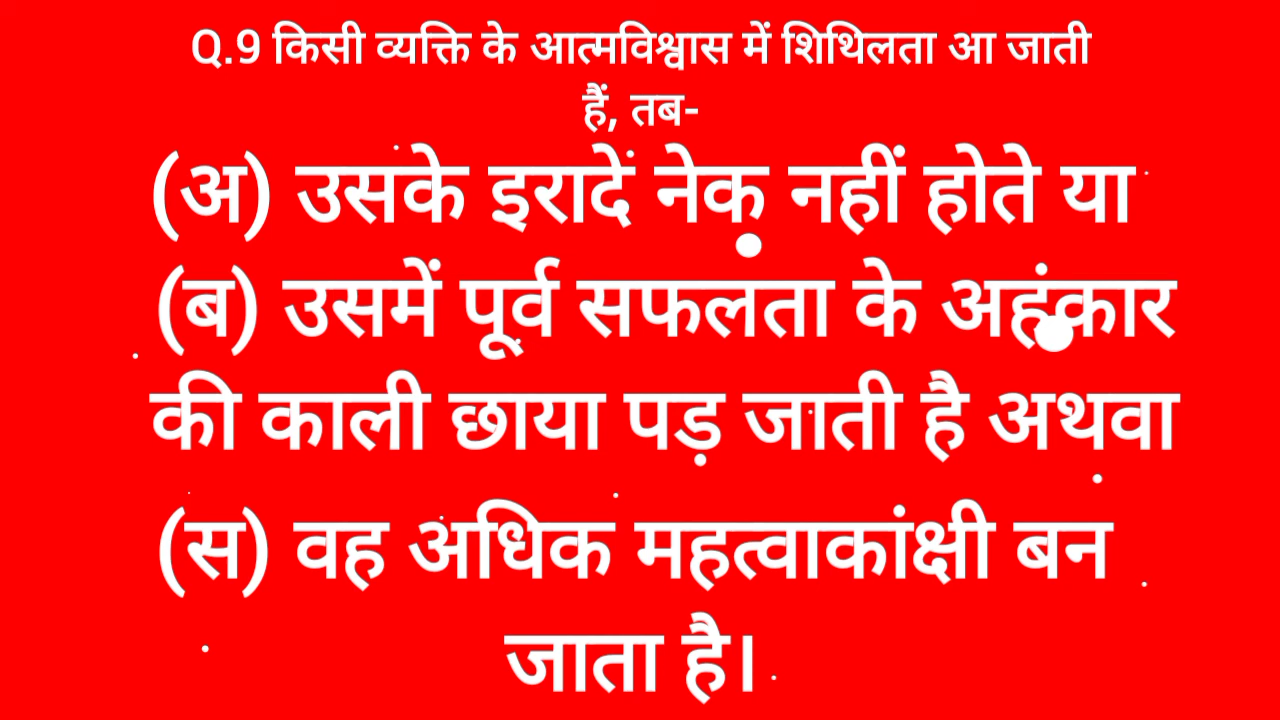 Q.9 किसी व्यक्ति के आत्मविश्वास में शिथिलता आ जाती
हैं, तब-
(अ) उसके इरादें नेक नहीं होते या
(ब) उसमें पूर्व सफलता के अहंकार
की काली छाया पड़ जाती है अथवा
(स) वह अधिक महत्वाकांक्षी बन
जाता है।